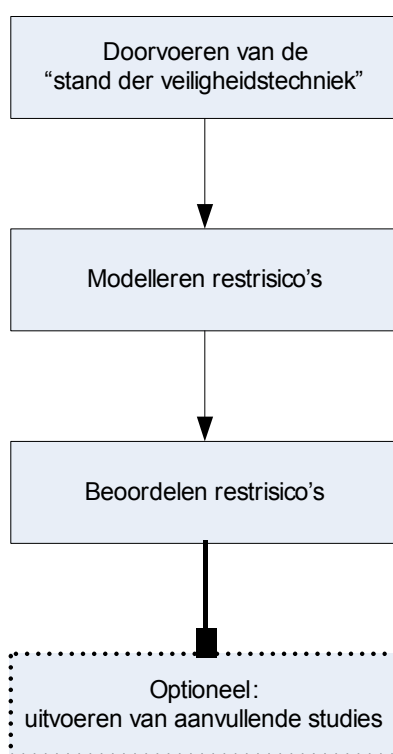 Doorvoeren van de
“stand der veiligheidstechniek”
Modelleren restrisico’s
Beoordelen restrisico’s
Optioneel:
uitvoeren van aanvullende studies